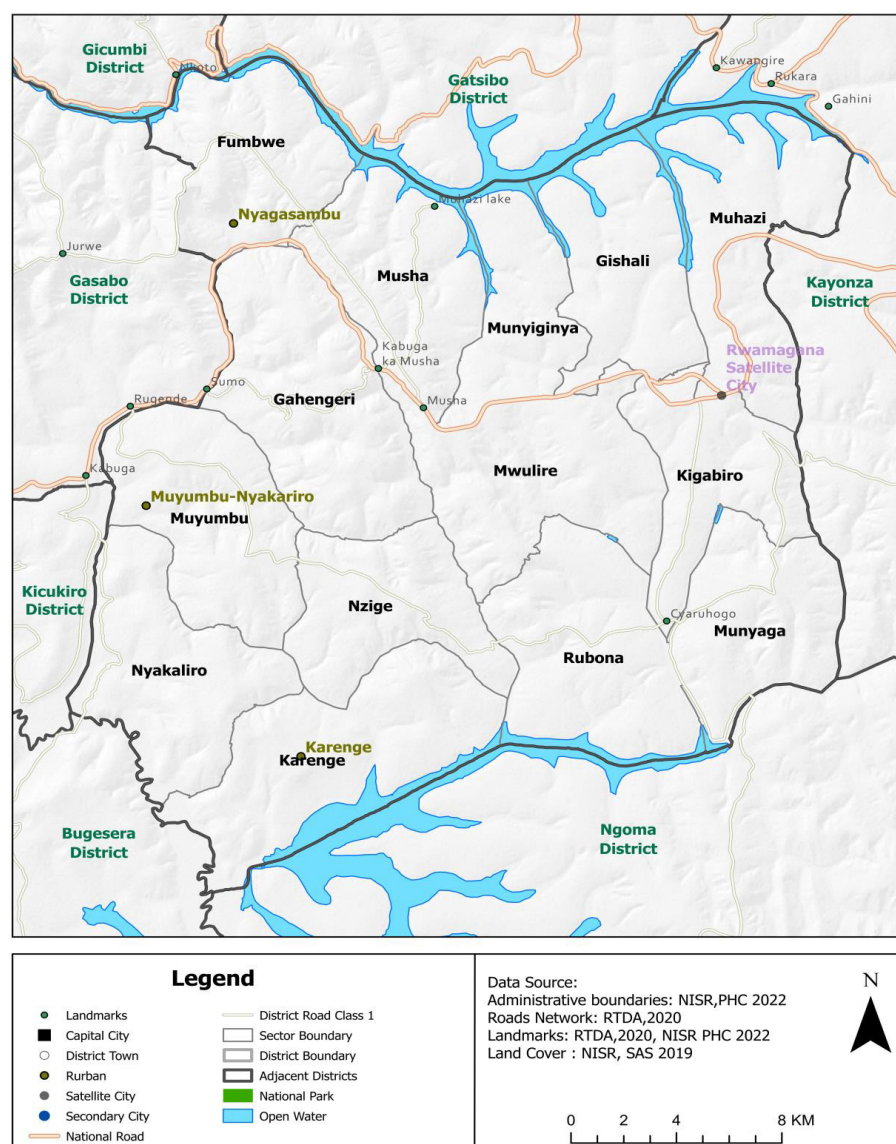 Gicumbi
District
Nkoto
Gatsibo
District
Kawangire
Rukara
Gahini
Fumbwe
Nyagasambu
Muhazi lake
Muhazi
Jurwe
Gasabo
District
Musha
Gishali
Kayonza
District
Munyiginya
Kabuga
ka Musha
Rwamagana
Satellite
City
Sumo
Gahengeri
Rugende
Musha
Kabuga
Mwulire
Kigabiro
Muyumbu-Nyakariro
Muyumbu
Kicukiro
District
Nzige
Cyaruhogo
Munyaga
Nyakaliro
Rubona
Karenge
Karenge
Bugesera
District
Ngoma
District
Legend
Landmarks
Capital City
District Town
Rurban
Satellite City
Secondary City
National Road
District Road Class 1
Sector Boundary
District Boundary
Adjacent Districts
National Park
Open Water
Data Source:
Administrative boundaries: NISR,PHC 2022
Roads Network: RTDA,2020
Landmarks: RTDA,2020, NISR PHC 2022
Land Cover : NISR, SAS 2019
N
0 2 4 8 KM